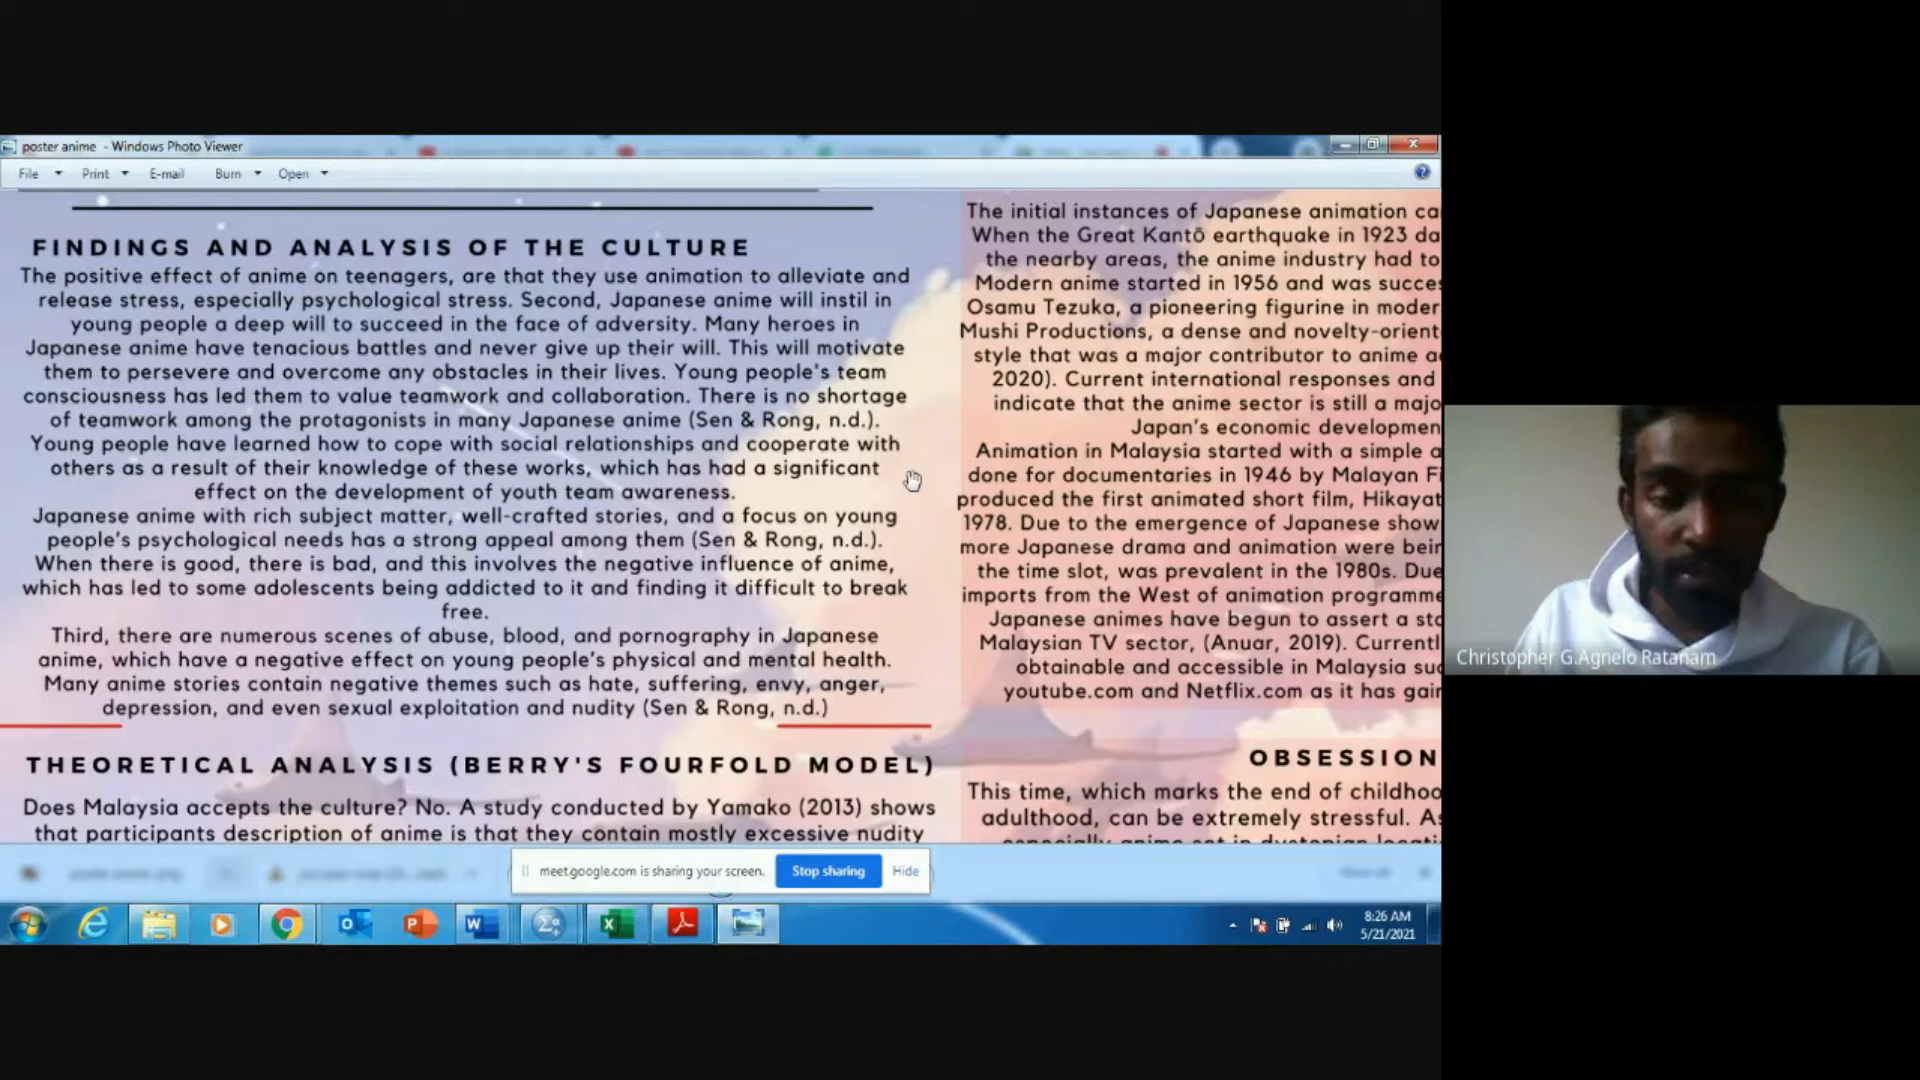 poster anime - Windows Photo Viewer
File Print E-mail Burn Open
FINDINGS AND ANALYSIS OF THE CULTURE
The positive effect of anime on teenagers, are that they use animation to alleviate and
release stress, especially psychological stress. Second, Japanese anime will instil in
young people a deep will to succeed in the face of adversity. Many heroes in
Japanese anime have tenacious battles and never give up their will. This will motivate
them to persevere and overcome any obstacles in their lives. Young people's team
consciousness has led them to value teamwork and collaboration. There is no shortage
of teamwork among the protagonists in many Japanese anime (Sen & Rong, n.d.).
Young people have learned how to cope with social relationships and cooperate with
others as a result of their knowledge of these works, which has had a significant
effect on the development of youth team awareness.
Japanese anime with rich subject matter, well-crafted stories, and a focus on young
people's psychological needs has a strong appeal among them (Sen & Rong, n.d.).
When there is good, there is bad, and this involves the negative influence of anime,
which has led to some adolescents being addicted to it and finding it difficult to break
free.
Third, there are numerous scenes of abuse, blood, and pornography in Japanese
anime, which have a negative effect on young people's physical and mental health.
Many anime stories contain negative themes such as hate, suffering, envy, anger,
depression, and even sexual exploitation and nudity (Sen & Rong, n.d.)
THEORETICAL ANALYSIS (BERRY'S FOURFOLD MODEL)
Does Malaysia accepts the culture? No. A study conducted by Yamako (2013) shows
that participants description of anime is that they contain mostly excessive nudity
The initial instances of Japanese animation ca
When the Great Kantō earthquake in 1923 da
the nearby areas, the anime industry had to
Modern anime started in 1956 and was succes
Osamu Tezuka, a pioneering figurine in moder
Mushi Productions, a dense and novelty-orient
style that was a major contributor to anime a
2020). Current international responses and
indicate that the anime sector is still a majo
Japan's economic developmen
Animation in Malaysia started with a simple a
done for documentaries in 1946 by Malayan Fi
produced the first animated short film, Hikayat
1978. Due to the emergence of Japanese show
more Japanese drama and animation were bein
the time slot, was prevalent in the 1980s. Due
imports from the West of animation programme
Japanese animes have begun to assert a sta
Malaysian TV sector, (Anuar, 2019). Currentl
obtainable and accessible in Malaysia suc
youtube.com and Netflix.com as it has gain
OBSESSION
This time, which marks the end of childhoo
adulthood, can be extremely stressful. As
especially anime set in dystopian locati
meet.google.com is sharing your screen. Stop sharing Hide
8:26 AM
5/21/2021
Christopher G.Agnelo Ratanam